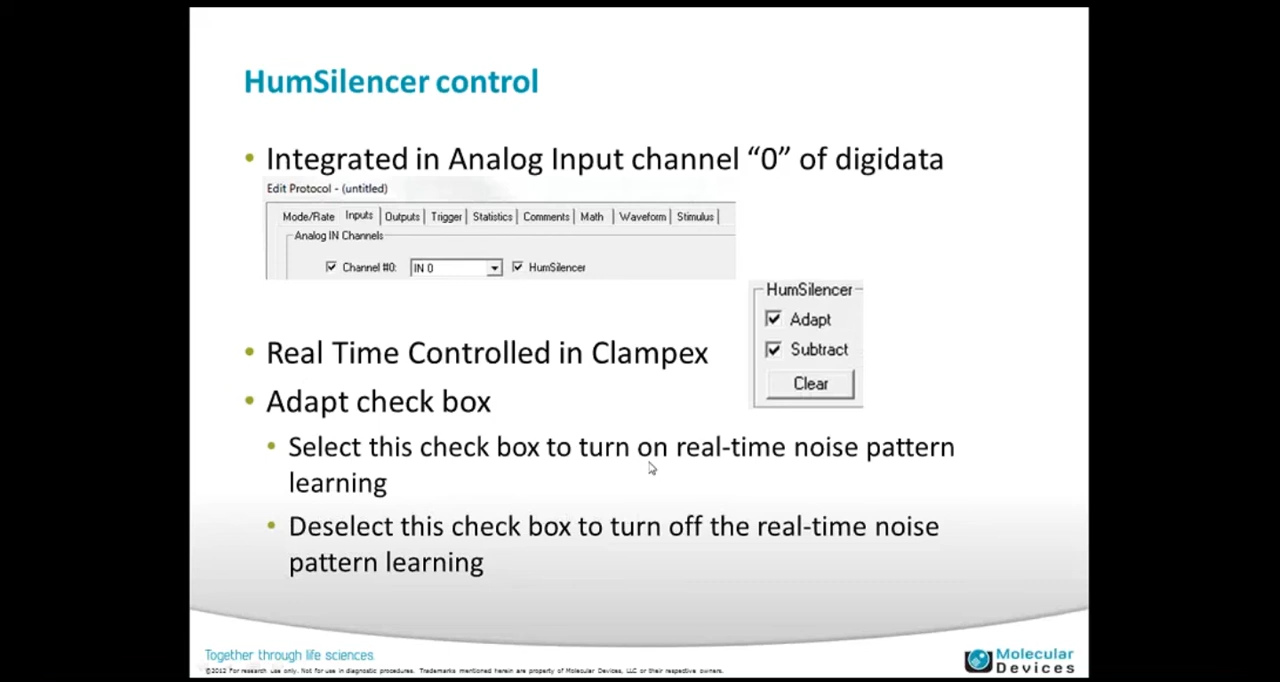 HumSilencer control
• Integrated in Analog Input channel “0” of digidata
Edit Protocol - (untitled)
Mode/Rate Inputs Outputs Trigger Statistics Comments Math Waveform Stimulus
Analog IN Channels
Channel #0: IN 0 HumSilencer
HumSilencer
Adapt
Subtract
Clear
• Real Time Controlled in Clampex
• Adapt check box
• Select this check box to turn on real-time noise pattern
learning
• Deselect this check box to turn off the real-time noise
pattern learning
Together through life sciences.
©2012 For research use only. Not for use in diagnostic procedures. Trademarks mentioned herein are property of Molecular Devices, LLC or their respective owners.
Molecular
Devices